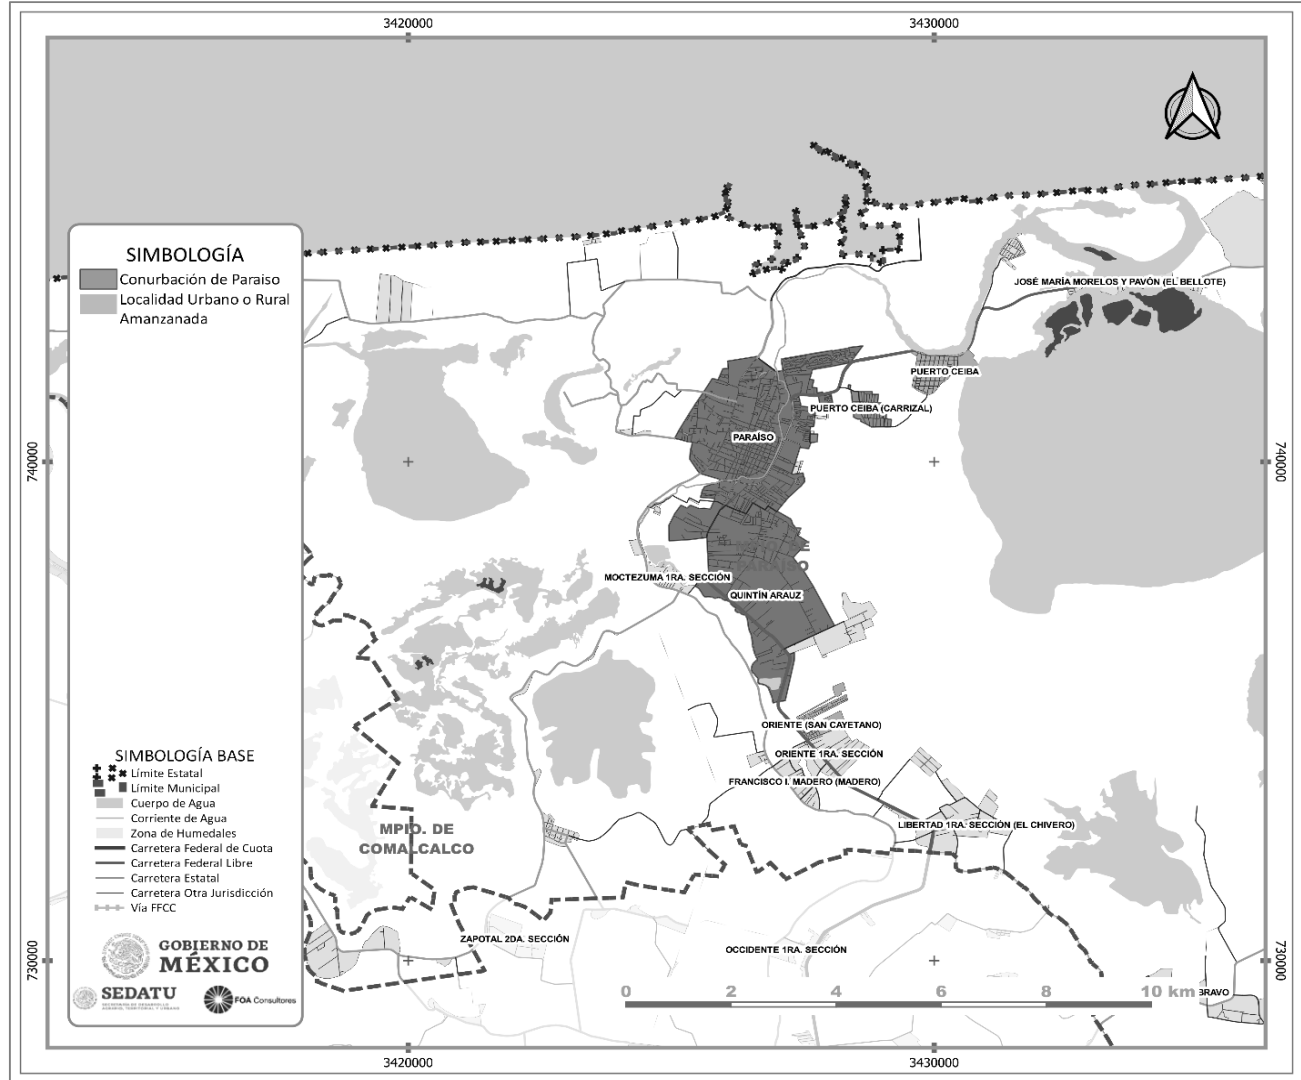 3420000
3430000
SIMBOLOGÍA
Conurbación de Paraiso
Localidad Urbano o Rural
Amanzanada
JOSÉ MARÍA MORELOS Y PAVÓN (EL BELLOTE)
PUERTO CEIBA
PUERTO CEIBA (CARRIZAL)
PARAÍSO
740000
740000
MOCTEZUMA 1RA. SECCIÓN
QUINTÍN ARAUZ
ORIENTE (SAN CAYETANO)
ORIENTE 1RA. SECCIÓN
FRANCISCO I. MADERO (MADERO)
LIBERTAD 1RA. SECCIÓN (EL CHIVERO)
MPIO. DE
COMALCALCO
SIMBOLOGÍA BASE
Límite Estatal
Límite Municipal
Cuerpo de Agua
Corriente de Agua
Zona de Humedales
Carretera Federal de Cuota
Carretera Federal Libre
Carretera Estatal
Carretera Otra Jurisdicción
Vía FFCC
ZAPOTAL 2DA. SECCIÓN
OCCIDENTE 1RA. SECCIÓN
730000
730000
GOBIERNO DE
MÉXICO
SEDATU
FOA Consultores
0 2 4 6 8 10 km
BRAVO
3420000
3430000